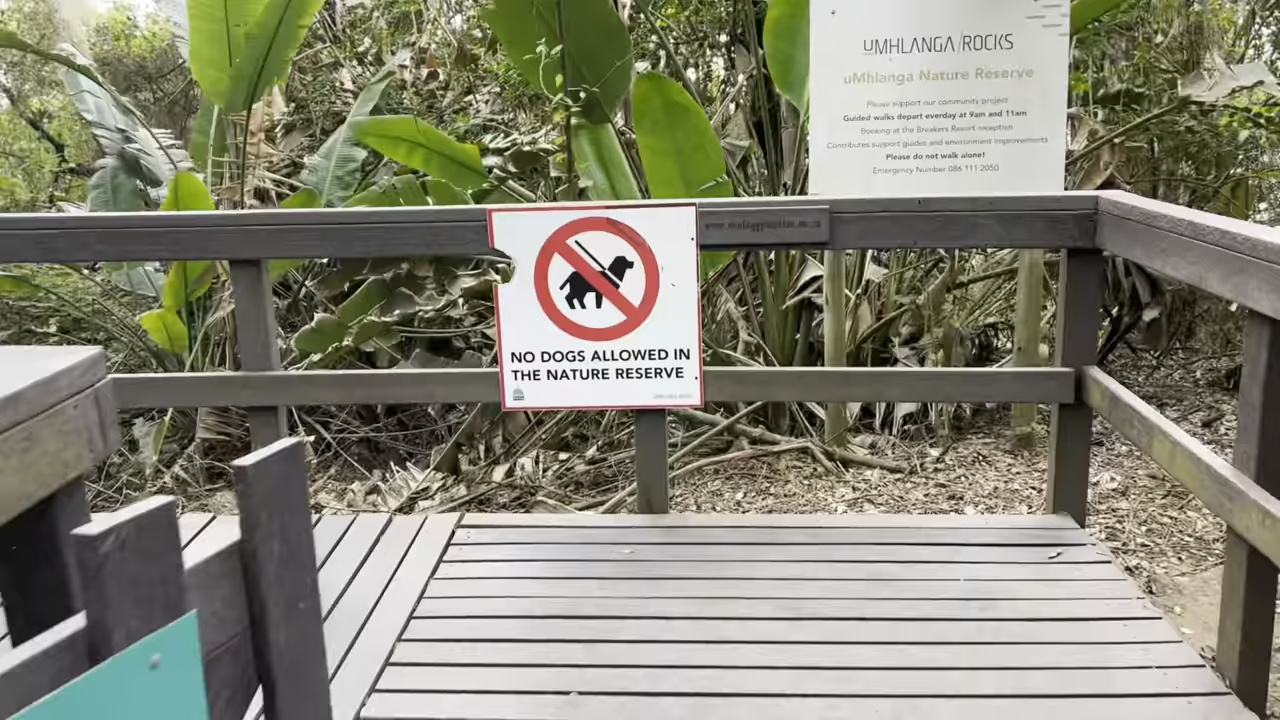 UMHLANGA/ROCKS
uMhlanga Nature Reserve
Please support our community project
Guided walks depart everday at 9am and 11am
Booking at the Breakers Resort reception
Contributes support guides and environment improvements
Please do not walk alone!
Emergency Number 086 111 2050
NO DOGS ALLOWED IN
THE NATURE RESERVE